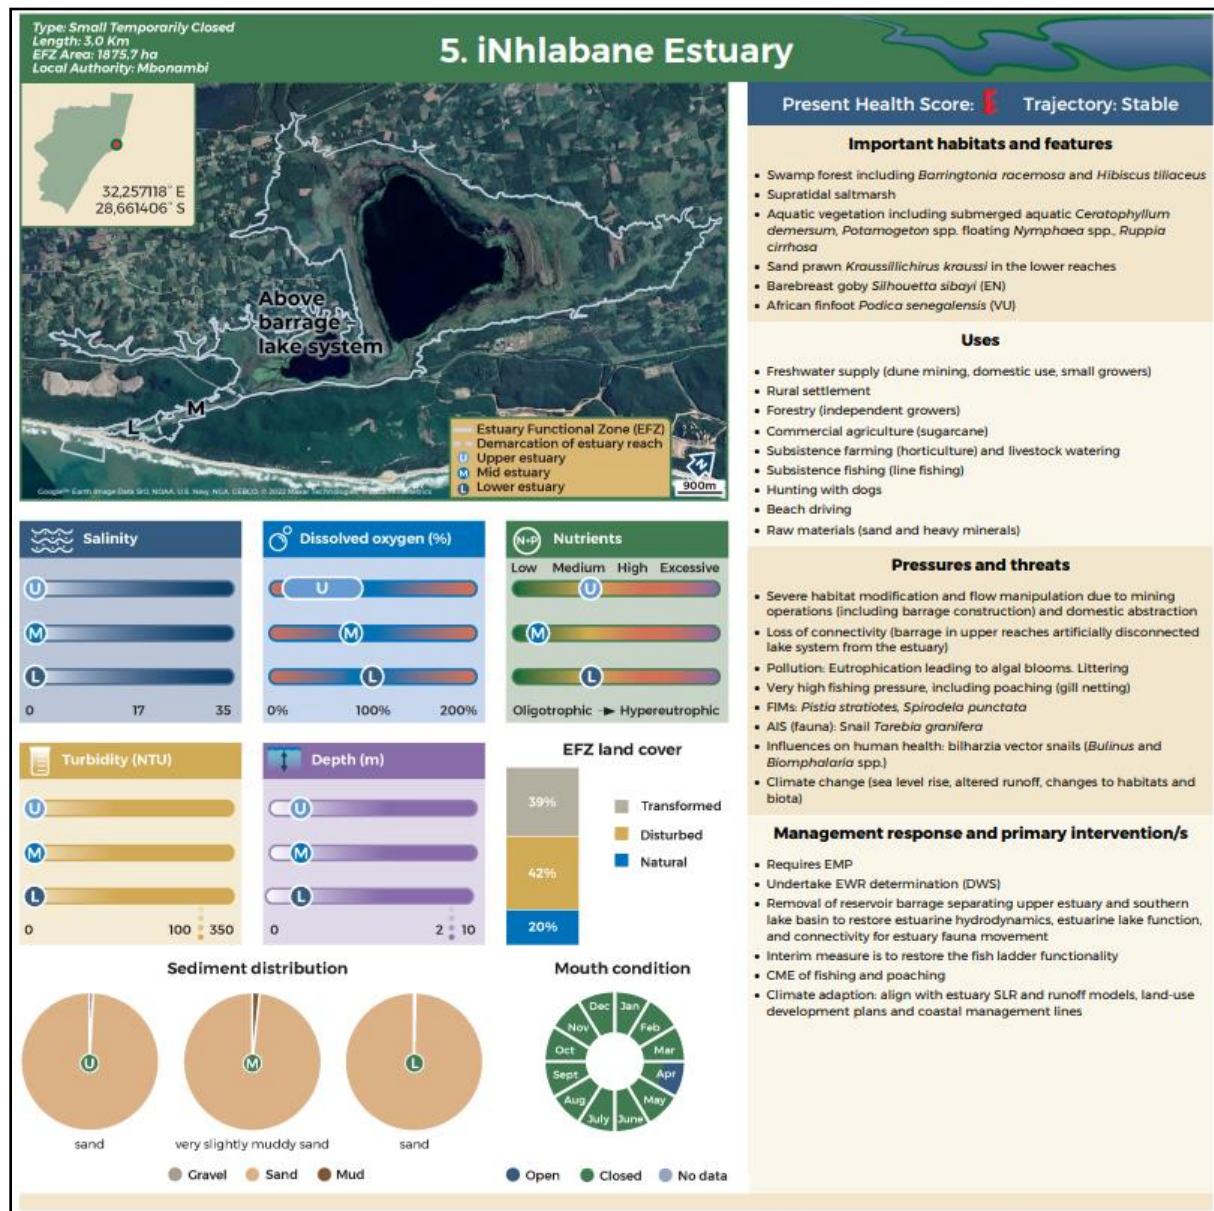 Type: Small Temporarily Closed
Length: 3,0 Km
EFZ Area: 1875,7 ha
Local Authority: Mbonambi
5. iNhlabane Estuary
32,257118° E
28,661406° S
Above
barrage
lake system
M
L
Estuary Functional Zone (EFZ)
Demarcation of estuary reach
U Upper estuary
M Mid estuary
L Lower estuary
N
900m
Google™ Earth Image Data SIO, NOAA, U.S. Navy, NGA, GEBCO, © 2022 Maxar Technologies,
Present Health Score: E Trajectory: Stable
Important habitats and features
• Swamp forest including Barringtonia racemosa and Hibiscus tiliaceus
• Supratidal saltmarsh
• Aquatic vegetation including submerged aquatic Ceratophyllum
demersum, Potamogeton spp. floating Nymphaea spp., Ruppia
cirrhosa
• Sand prawn Kraussillichirus kraussi in the lower reaches
• Barebreast goby Silhouetta sibayi (EN)
• African finfoot Podica senegalensis (VU)
Uses
• Freshwater supply (dune mining, domestic use, small growers)
• Rural settlement
• Forestry (independent growers)
• Commercial agriculture (sugarcane)
• Subsistence farming (horticulture) and livestock watering
• Subsistence fishing (line fishing)
• Hunting with dogs
• Beach driving
• Raw materials (sand and heavy minerals)
Pressures and threats
• Severe habitat modification and flow manipulation due to mining
operations (including barrage construction) and domestic abstraction
• Loss of connectivity (barrage in upper reaches artificially disconnected
lake system from the estuary)
• Pollution: Eutrophication leading to algal blooms. Littering
• Very high fishing pressure, including poaching (gill netting)
• FIMs: Pistia stratiotes, Spirodela punctata
• AIS (fauna): Snail Tarebia granifera
• Influences on human health: bilharzia vector snails (Bulinus and
Biomphalaria spp.)
• Climate change (sea level rise, altered runoff, changes to habitats and
biota)
Management response and primary intervention/s
• Requires EMP
• Undertake EWR determination (DWS)
• Removal of reservoir barrage separating upper estuary and southern
lake basin to restore estuarine hydrodynamics, estuarine lake function,
and connectivity for estuary fauna movement
• Interim measure is to restore the fish ladder functionality
• CME of fishing and poaching
• Climate adaption: align with estuary SLR and runoff models, land-use
development plans and coastal management lines
Salinity
U
M
L
0 17 35
Dissolved oxygen (%)
U
M
L
0% 100% 200%
N+P Nutrients
Low Medium High Excessive
U
M
L
Oligotrophic Hypereutrophic
Turbidity (NTU)
U
M
L
0 100 350
Depth (m)
U
M
L
0 2 10
EFZ land cover
39%
42%
20%
Transformed
Disturbed
Natural
Sediment distribution
U
M
L
sand
very slightly muddy sand
sand
Gravel Sand Mud
Mouth condition
Jan
Feb
Mar
Apr
May
June
July
Aug
Sept
Oct
Nov
Dec
Open Closed No data